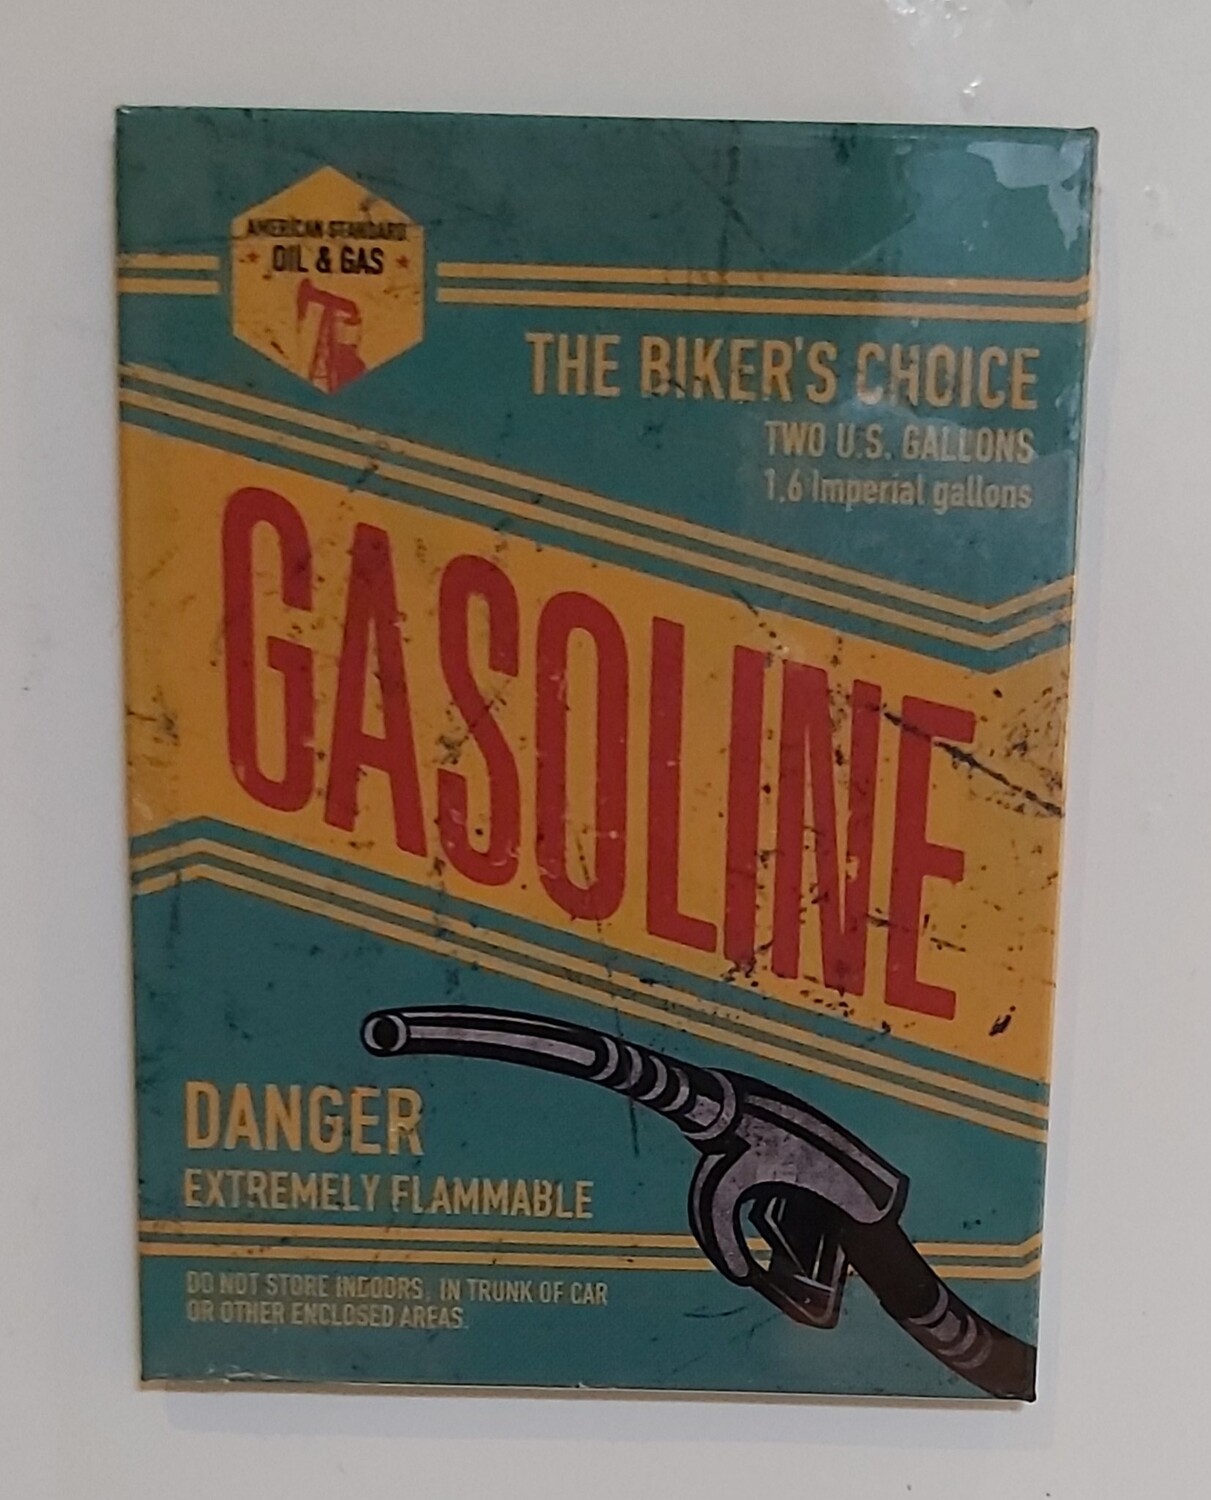 AMERICAN STANDARD
OIL & GAS
THE BIKER'S CHOICE
TWO U.S. GALLONS
1.6 Imperial gallons
GASOLINE
DANGER
EXTREMELY FLAMMABLE
DO NOT STORE INDOORS, IN TRUNK OF CAR
OR OTHER ENCLOSED AREAS.